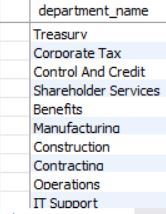 department_name
Treasury
Corporate Tax
Control And Credit
Shareholder Services
Benefits
Manufacturing
Construction
Contracting
Operations
IT Support